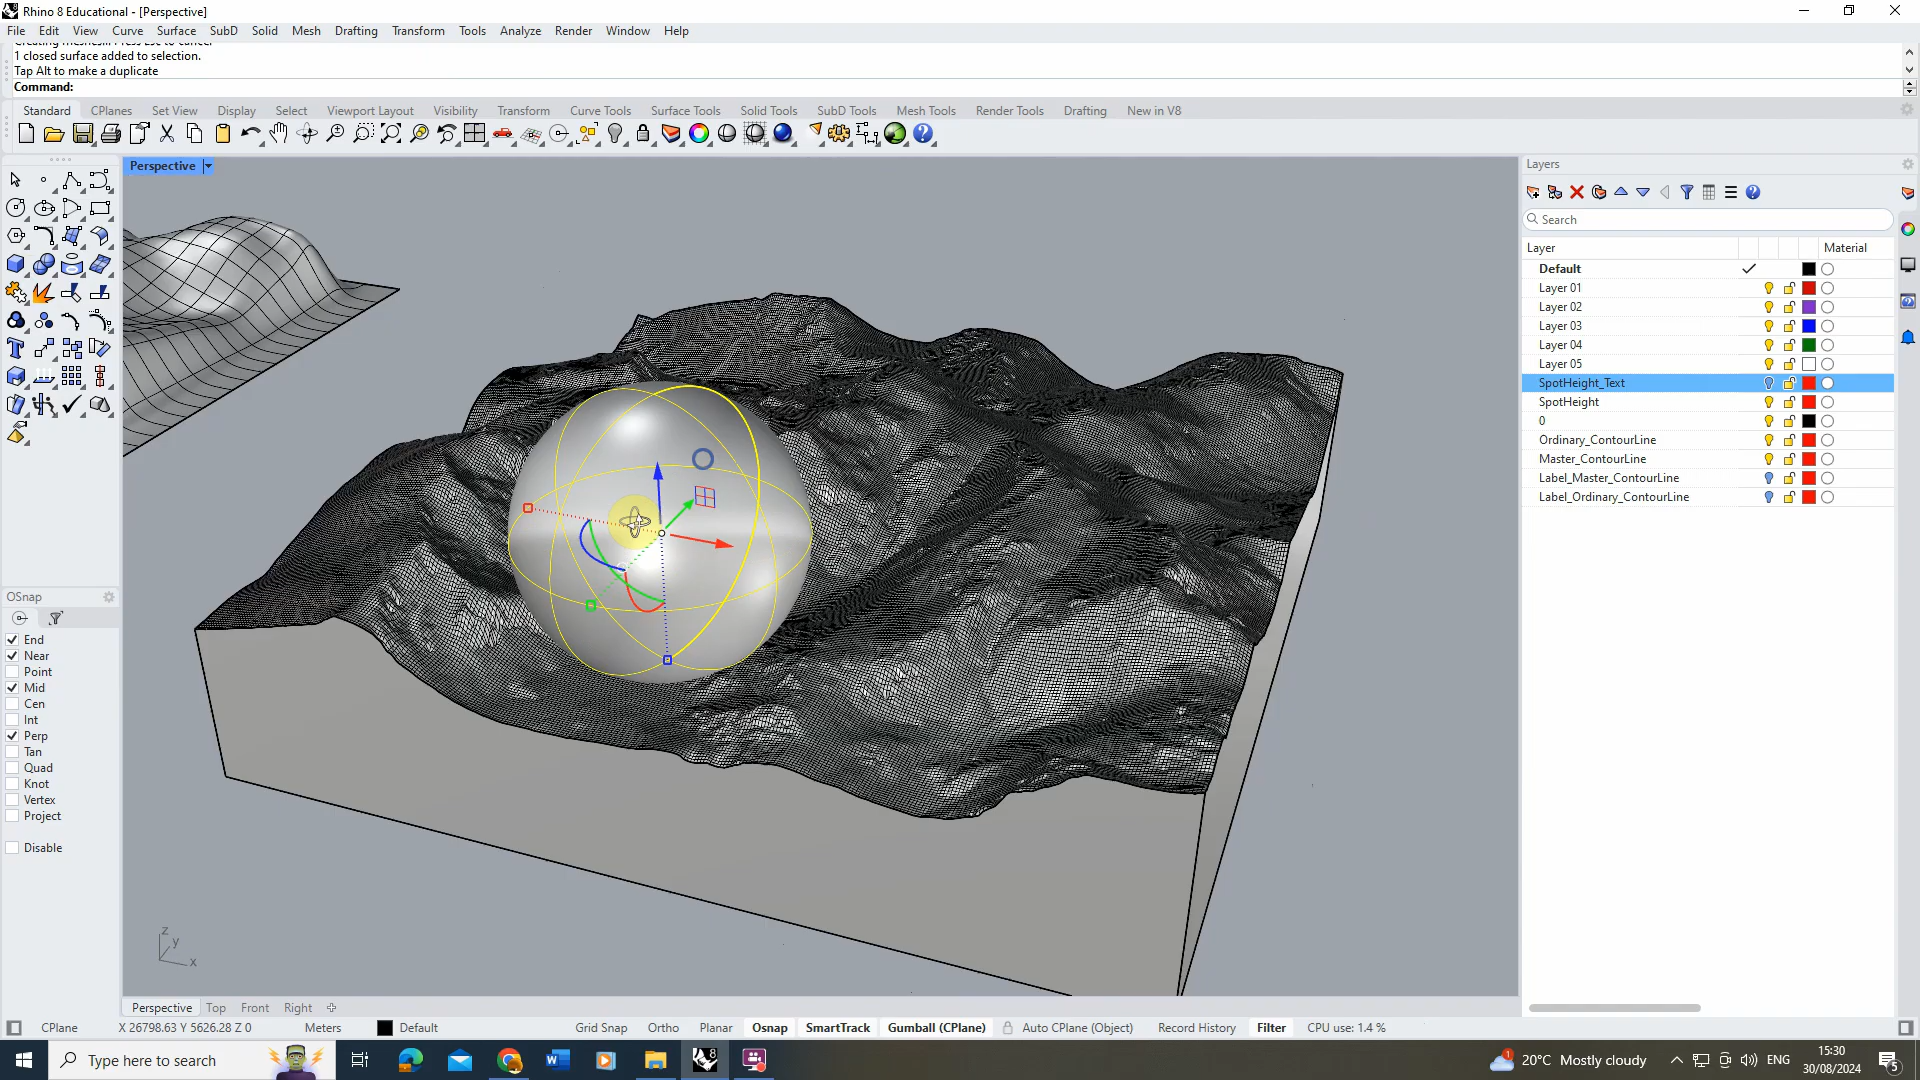 Rhino 8 Educational - [Perspective]
File Edit View Curve Surface SubD Solid Mesh Drafting Transform Tools Analyze Render Window Help
1 closed surface added to selection.
Tap Alt to make a duplicate
Command:
Standard CPlanes Set View Display Select Viewport Layout Visibility Transform Curve Tools Surface Tools Solid Tools SubD Tools Mesh Tools Render Tools Drafting New in V8
Perspective
Layers
Search
Layer Material
Default
Layer 01
Layer 02
Layer 03
Layer 04
Layer 05
SpotHeight_Text
SpotHeight
0
Ordinary_ContourLine
Master_ContourLine
Label_Master_ContourLine
Label_Ordinary_ContourLine
OSnap
End
Near
Point
Mid
Cen
Int
Perp
Tan
Quad
Knot
Vertex
Project
Disable
z
y
x
Perspective Top Front Right
CPlane X 26798.63 Y 5626.28 Z 0 Meters Default Grid Snap Ortho Planar Osnap SmartTrack Gumball (CPlane) Auto CPlane (Object) Record History Filter CPU use: 1.4 %
Type here to search
20°C Mostly cloudy
ENG
15:30
30/08/2024
5